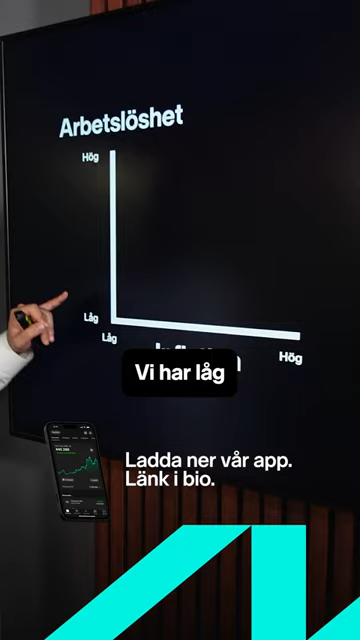 Arbetslöshet
Hög
Låg
Låg
Hög
Vi har låg
Ladda ner vår app.
Länk i bio.